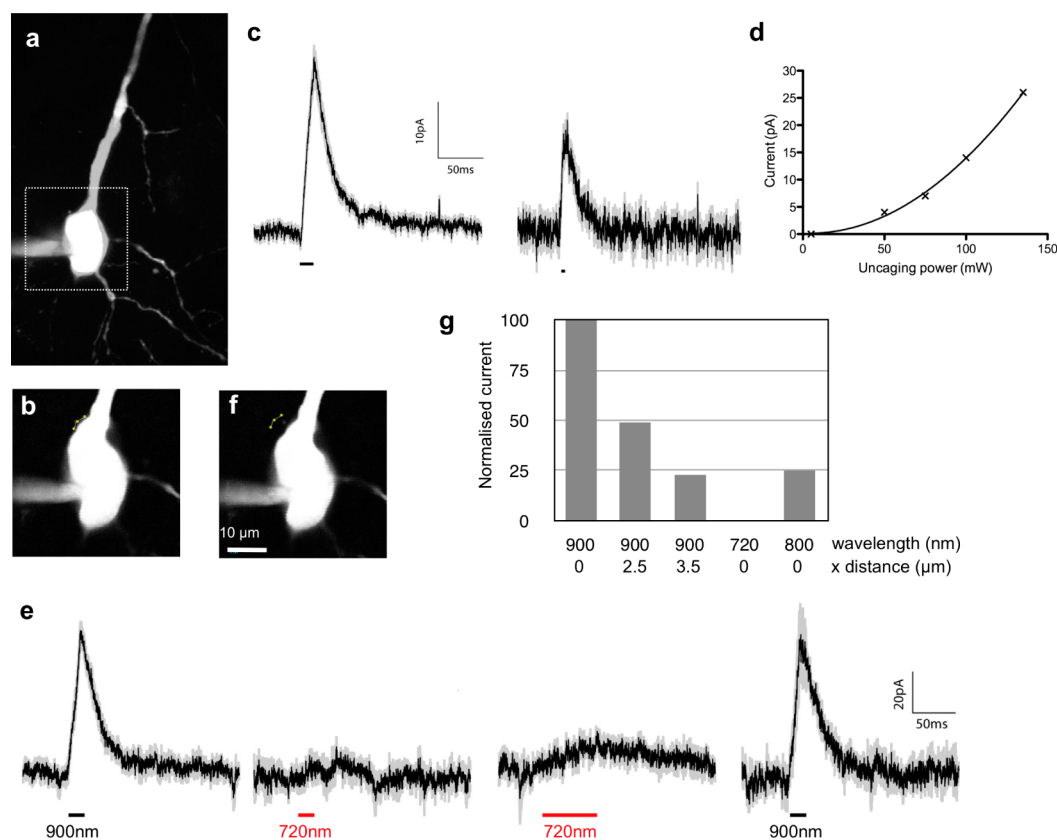 a
c
10pA
50ms
d
30
25
20
15
10
5
0
Current (pA)
50
100
150
Uncaging power (mW)
b
f
10 µm
g
100
75
50
25
0
Normalised current
900 900 900 720 800 wavelength (nm)
0 2.5 3.5 0 0 x distance (µm)
e
20pA
50ms
900nm
720nm
720nm
900nm